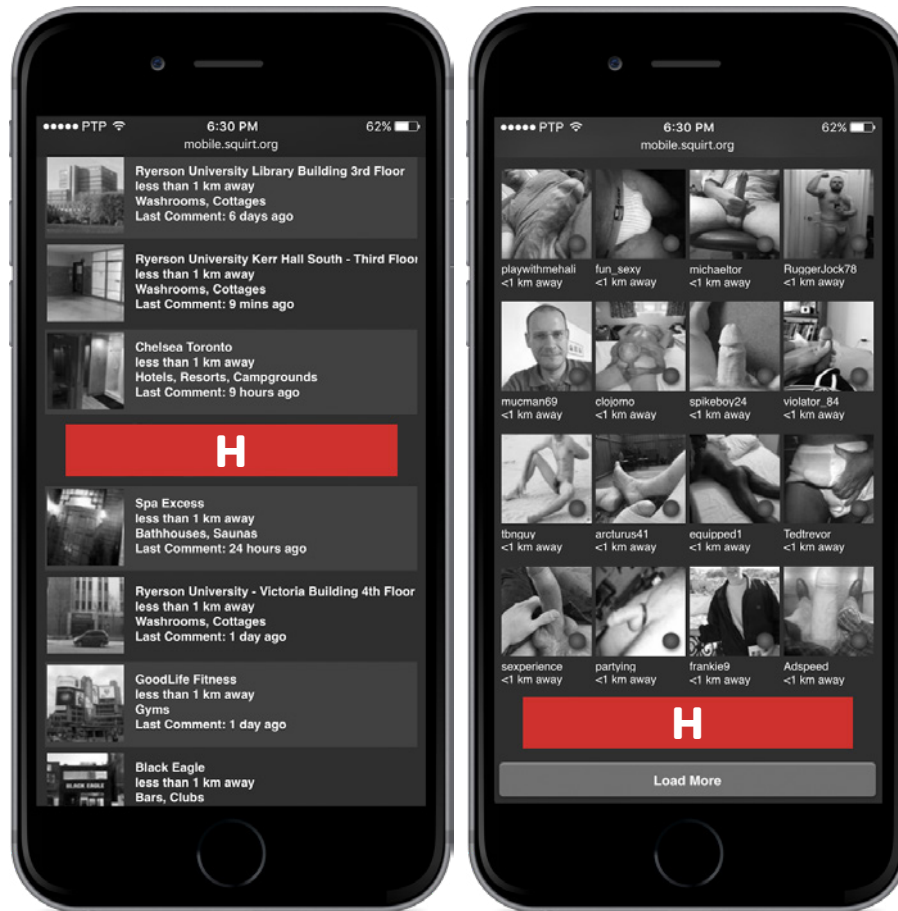 PTP
6:30 PM
62%
mobile.squirt.org
Ryerson University Library Building 3rd Floor
less than 1 km away
Washrooms, Cottages
Last Comment: 6 days ago
Ryerson University Kerr Hall South - Third Floor
less than 1 km away
Washrooms, Cottages
Last Comment: 9 mins ago
Chelsea Toronto
less than 1 km away
Hotels, Resorts, Campgrounds
Last Comment: 9 hours ago
H
Spa Excess
less than 1 km away
Bathhouses, Saunas
Last Comment: 24 hours ago
Ryerson University - Victoria Building 4th Floor
less than 1 km away
Washrooms, Cottages
Last Comment: 1 day ago
GoodLife Fitness
less than 1 km away
Gyms
Last Comment: 1 day ago
BLACK EAGLE
Black Eagle
less than 1 km away
Bars, Clubs
PTP
6:30 PM
62%
mobile.squirt.org
playwithmehali fun_sexy michaeltor RuggerJock78
<1 km away <1 km away <1 km away <1 km away
mucman69 clojomo spikeboy24 violator_84
<1 km away <1 km away <1 km away <1 km away
tbnguy arcturus41 equipped1 Tedtrevor
<1 km away <1 km away <1 km away <1 km away
sexperience partying frankie9 Adspeed
<1 km away <1 km away <1 km away <1 km away
H
Load More